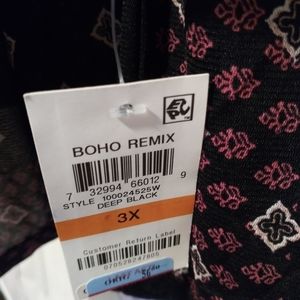 BOHO REMIX
7 32994 66012 9
STYLE 100024525W
DEEP BLACK
3X
Customer Return Label